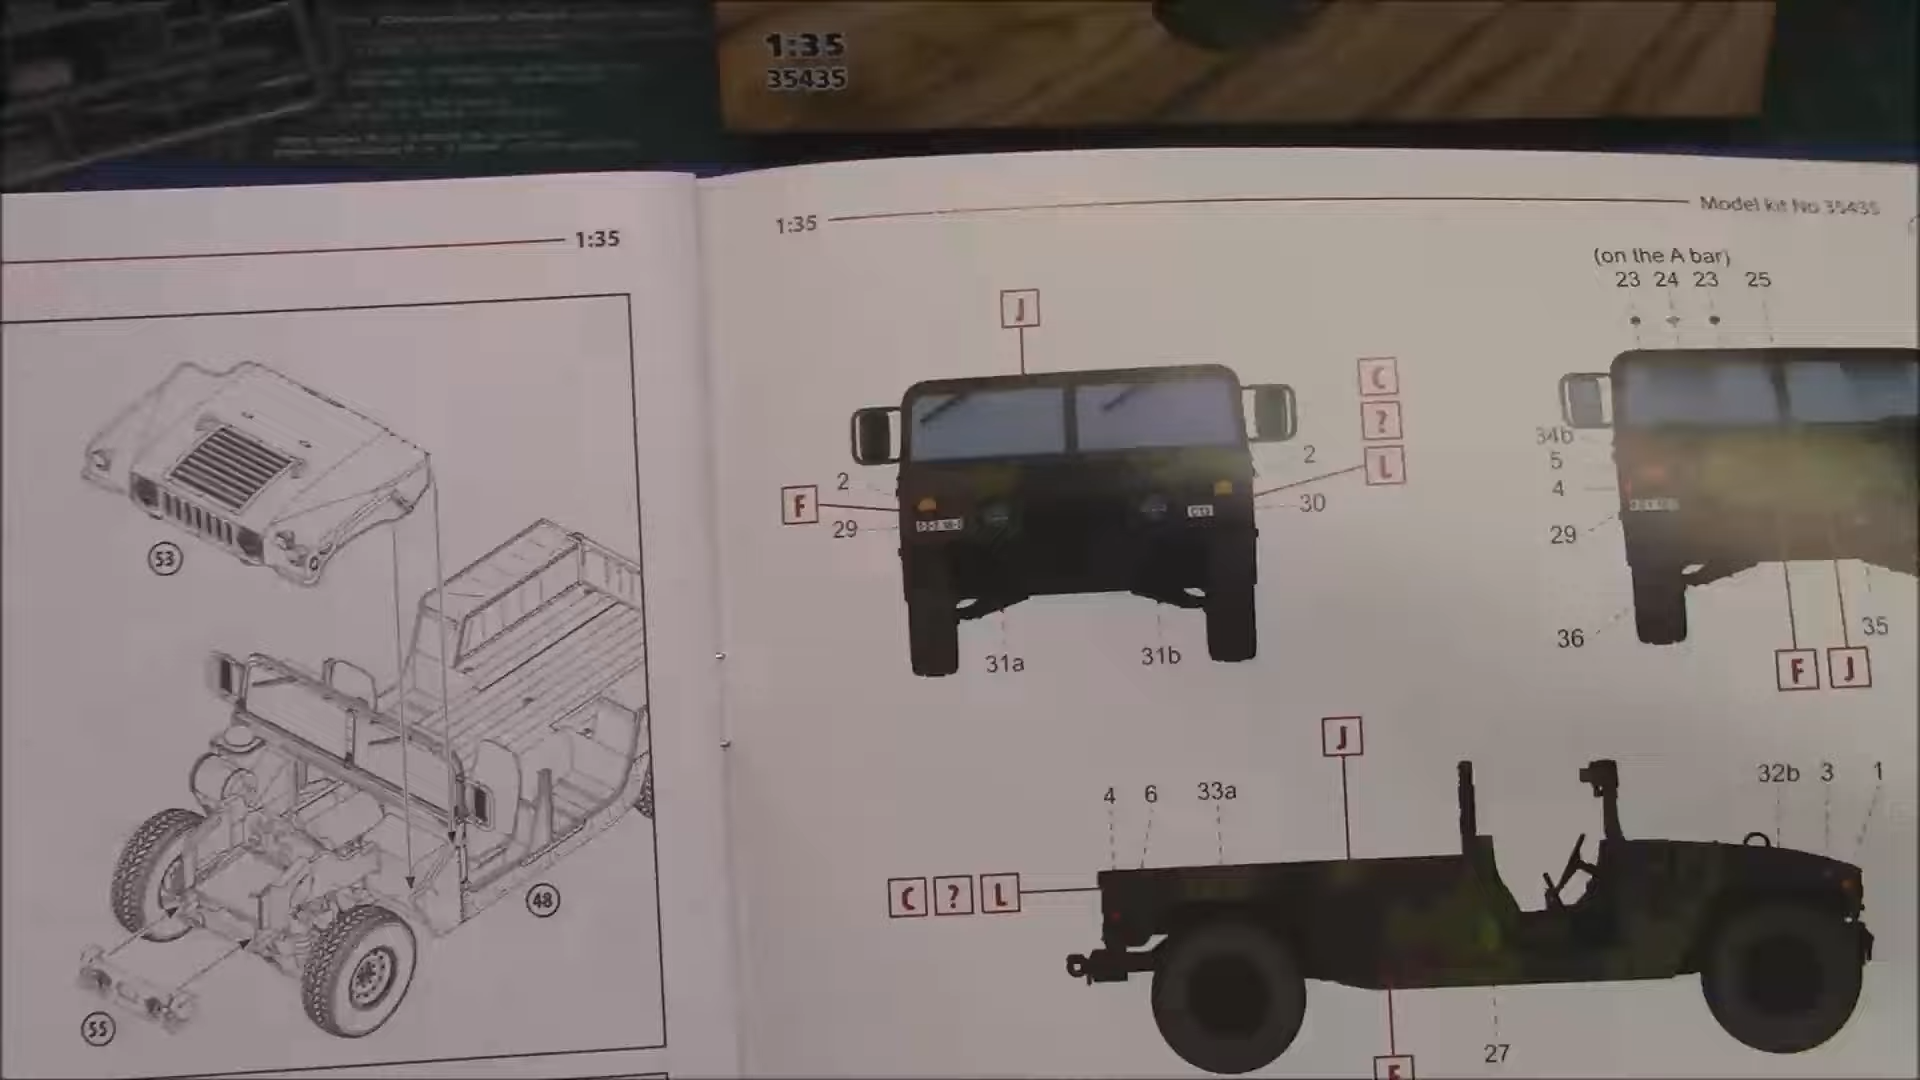 1:35
35435
1:35
53
48
55
1:35
Model kit No 35435
J
C
?
L
2
F
29
2
30
31a
31b
(on the A bar)
23 24 23 25
34b
5
4
29
36
35
F J
J
4 6 33a
32b 3 1
C ? L
27
F